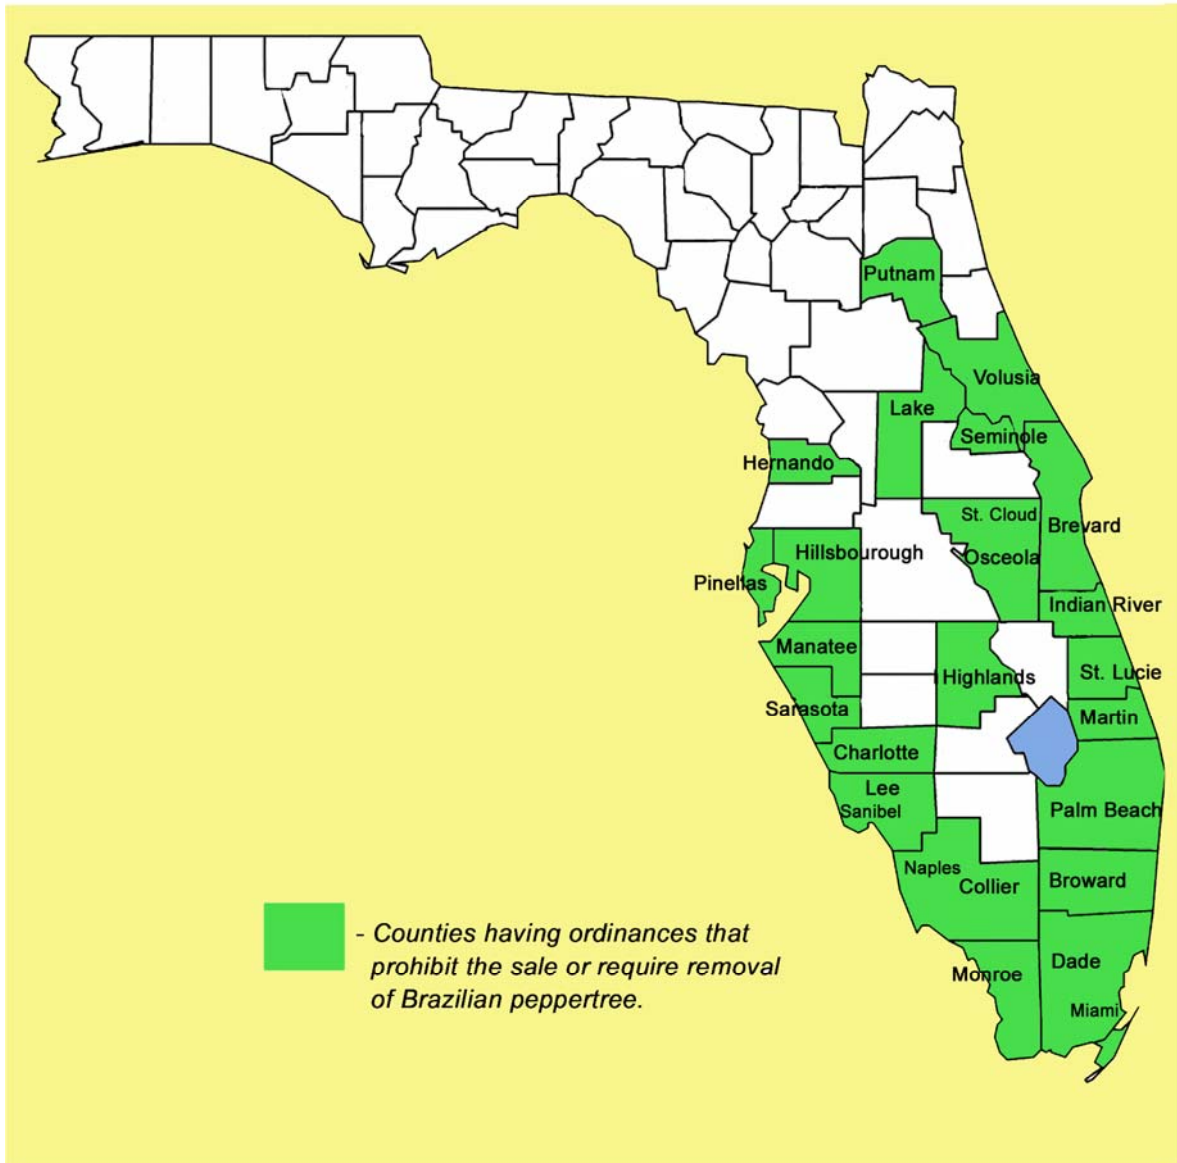 Putnam
Volusia
Lake
Seminole
Hernando
St. Cloud
Brevard
Hillsbourough
Osceola
Pinellas
Indian River
Manatee
St. Lucie
Highlands
Sarasota
Martin
Charlotte
Lee
Sanibel
Palm Beach
Naples
Collier
Broward
- Counties having ordinances that
prohibit the sale or require removal
of Brazilian peppertree.
Monroe
Dade
Miami